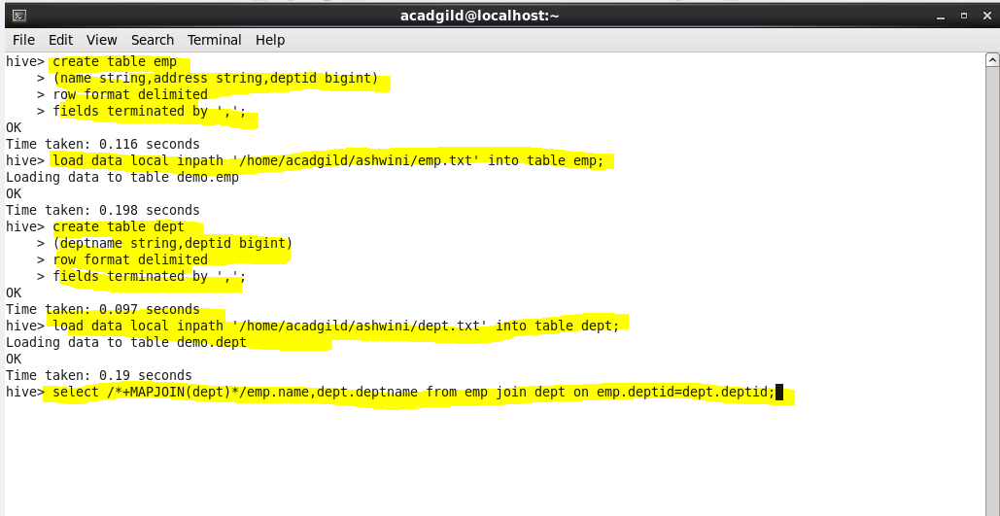 acadgild@localhost:~
File Edit View Search Terminal Help
hive> create table emp
    > (name string,address string,deptid bigint)
    > row format delimited
    > fields terminated by ',';
OK
Time taken: 0.116 seconds
hive> load data local inpath '/home/acadgild/ashwini/emp.txt' into table emp;
Loading data to table demo.emp
OK
Time taken: 0.198 seconds
hive> create table dept
    > (deptname string,deptid bigint)
    > row format delimited
    > fields terminated by ',';
OK
Time taken: 0.097 seconds
hive> load data local inpath '/home/acadgild/ashwini/dept.txt' into table dept;
Loading data to table demo.dept
OK
Time taken: 0.19 seconds
hive> select /*+MAPJOIN(dept)*/emp.name,dept.deptname from emp join dept on emp.deptid=dept.deptid;